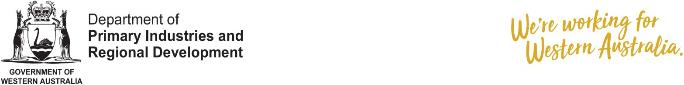 Department of
Primary Industries and
Regional Development
GOVERNMENT OF
WESTERN AUSTRALIA
We're working for
Western Australia.